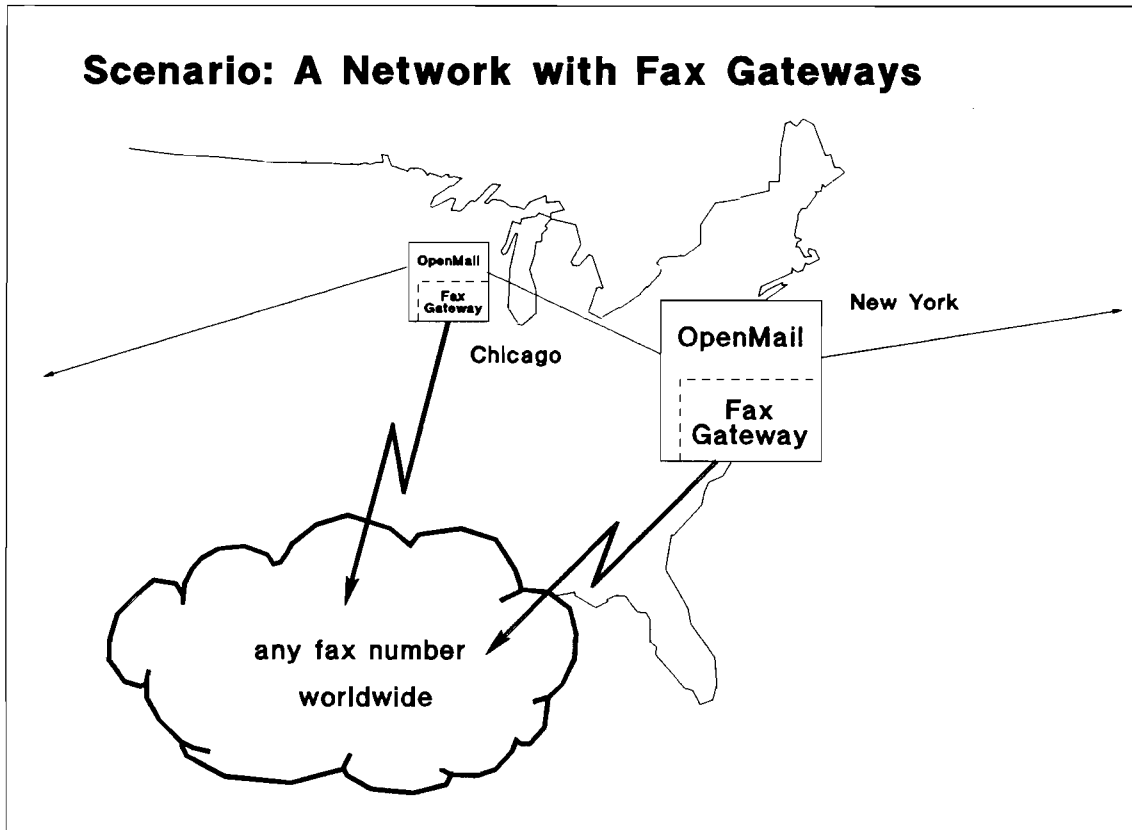 Scenario: A Network with Fax Gateways
OpenMail
Fax
Gateway
Chicago
New York
OpenMail
Fax
Gateway
any fax number
worldwide